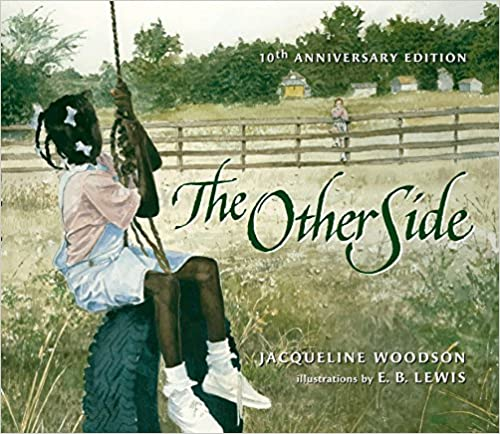 10th ANNIVERSARY EDITION
The Other Side
JACQUELINE WOODSON
illustrations by E. B. LEWIS